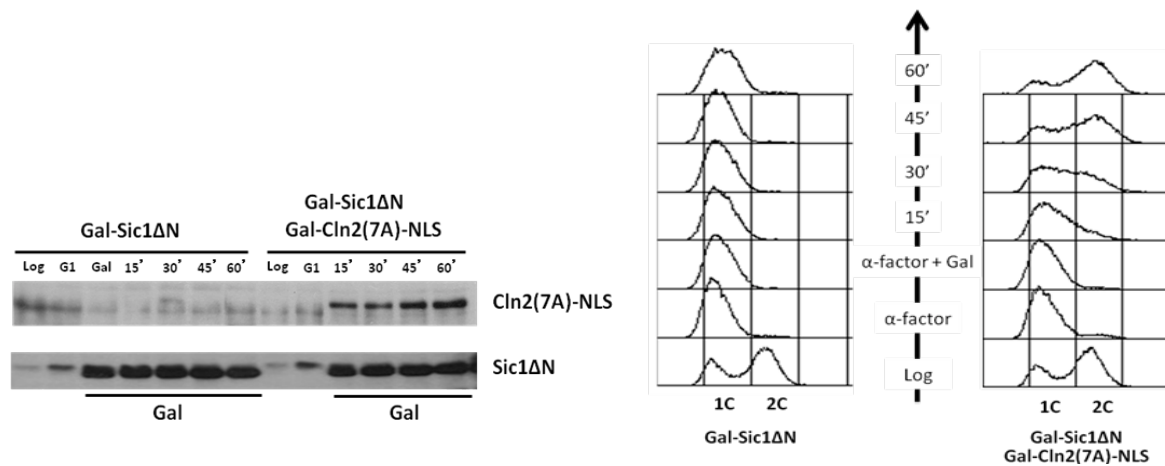 Gal-Sic1ΔN
Gal-Sic1ΔN
Gal-Cln2(7A)-NLS
Log G1 Gal 15’ 30’ 45’ 60’ Log G1 15’ 30’ 45’ 60’
Cln2(7A)-NLS
Sic1ΔN
Gal Gal
60’
45’
30’
15’
α-factor + Gal
α-factor
Log
1C 2C
Gal-Sic1ΔN
1C 2C
Gal-Sic1ΔN
Gal-Cln2(7A)-NLS